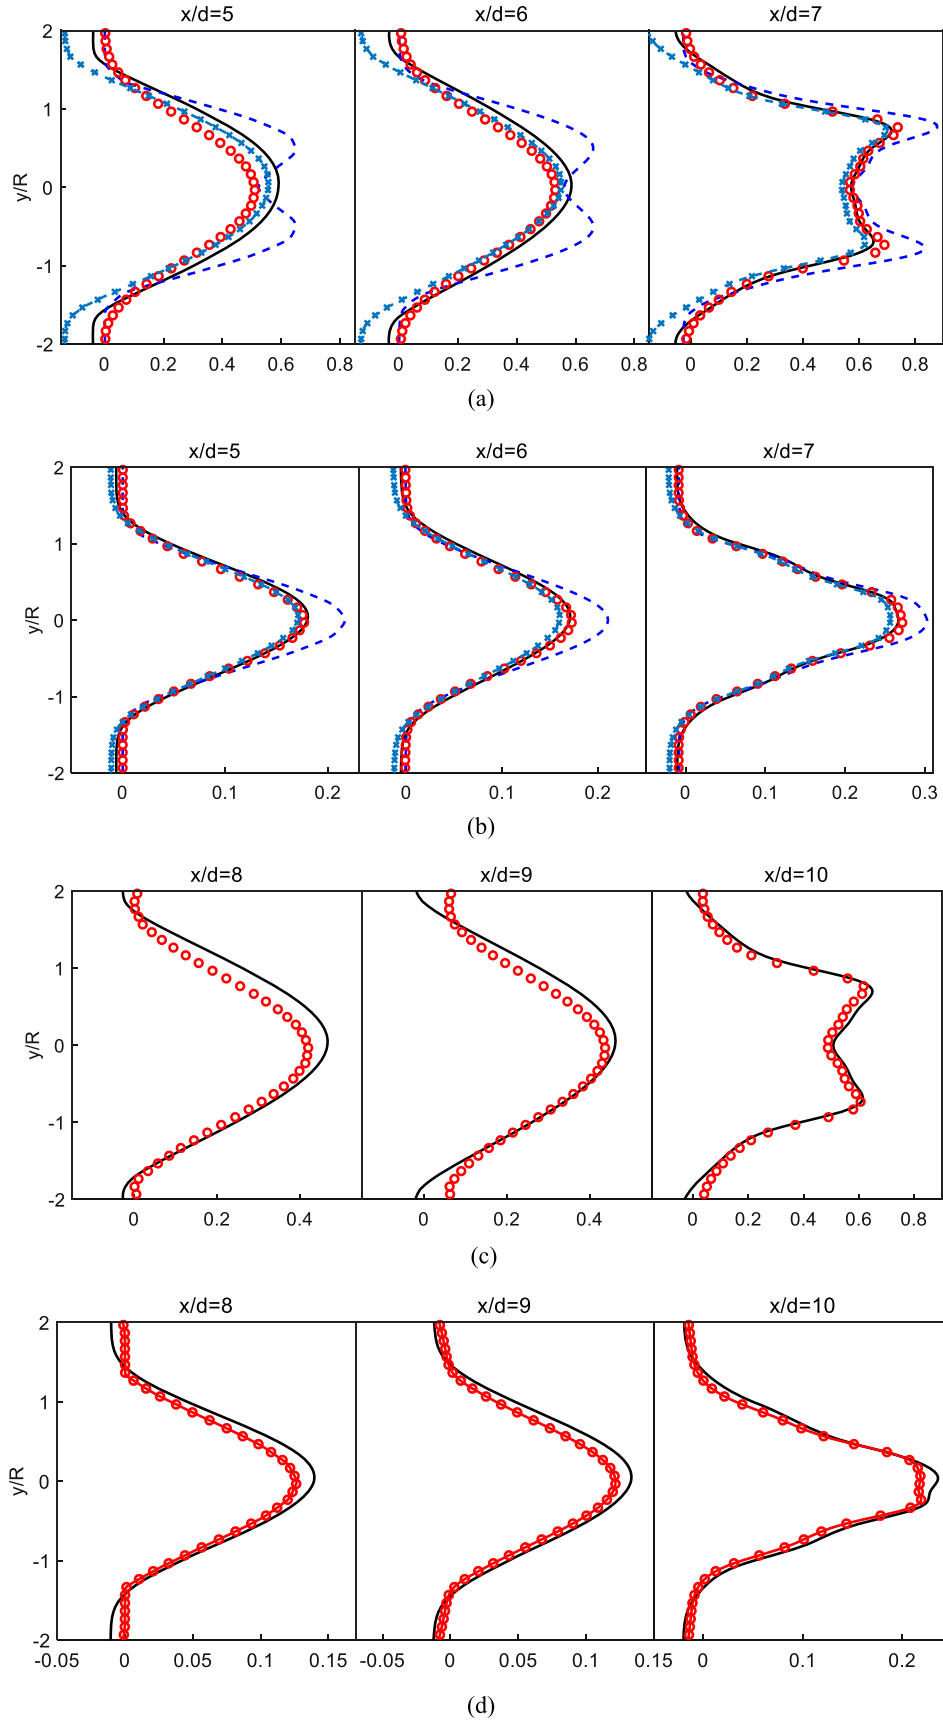 x/d=5 x/d=6 x/d=7
2
1
0
-1
-2
y/R
0 0.2 0.4 0.6 0.8 0 0.2 0.4 0.6 0.8 0 0.2 0.4 0.6 0.8
(a)
x/d=5 x/d=6 x/d=7
2
1
0
-1
-2
y/R
0 0.1 0.2 0 0.1 0.2 0 0.1 0.2 0.3
(b)
x/d=8 x/d=9 x/d=10
2
1
0
-1
-2
y/R
0 0.2 0.4 0 0.2 0.4 0 0.2 0.4 0.6 0.8
(c)
x/d=8 x/d=9 x/d=10
2
1
0
-1
-2
y/R
-0.05 0 0.05 0.1 0.15 -0.05 0 0.05 0.1 0.15 0 0.1 0.2
(d)